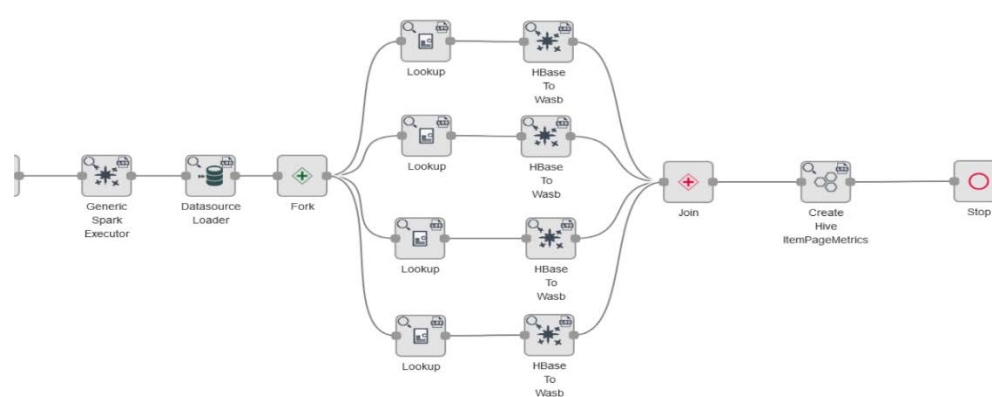 Lookup
HBase
To
Wasb
Lookup
HBase
To
Wasb
Generic
Spark
Executor
Datasource
Loader
Fork
Join
Create
Hive
ItemPageMetrics
Stop
Lookup
HBase
To
Wasb
Lookup
HBase
To
Wasb